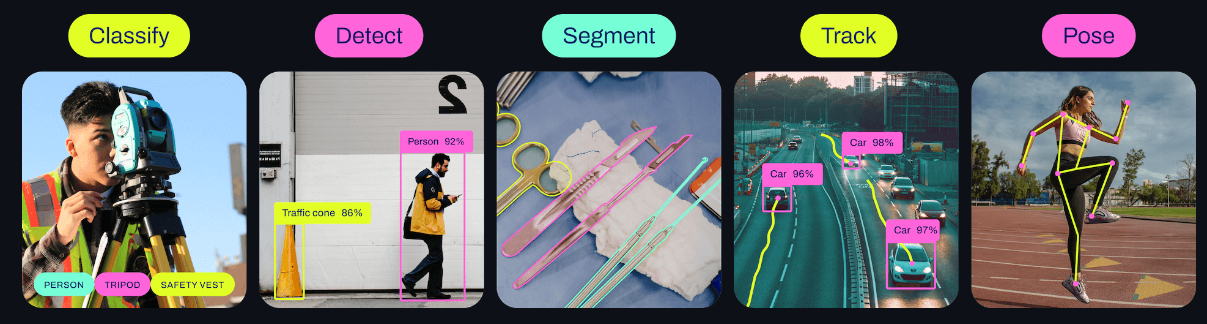 Classify
Detect
Segment
Track
Pose
PERSON TRIPOD SAFETY VEST
2
Person 92%
Traffic cone 86%
Car 98%
Car 96%
Car 97%